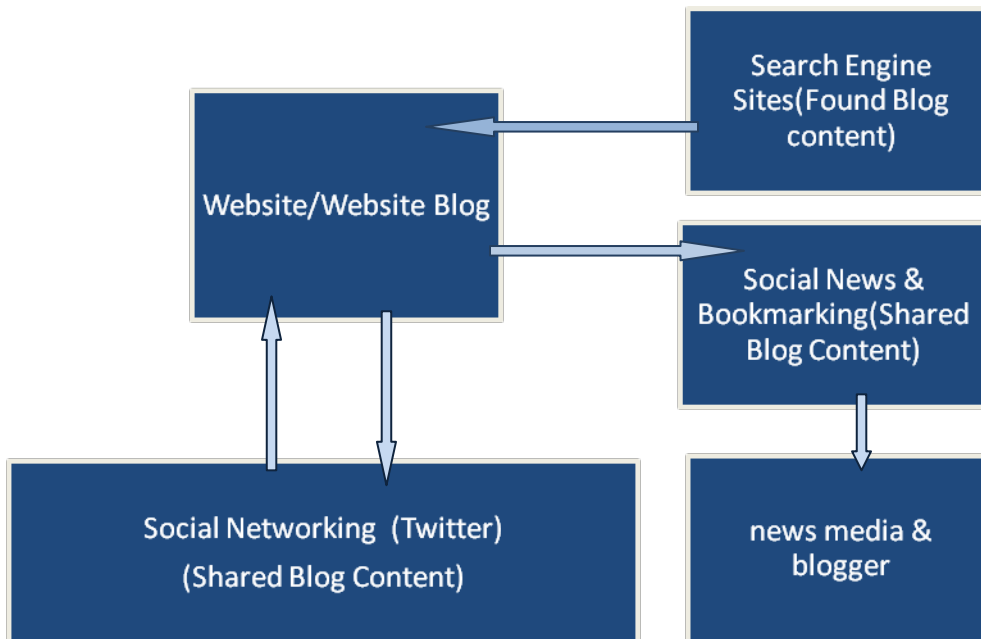 Search Engine
Sites(Found Blog
content)
Website/Website Blog
Social News &
Bookmarking(Shared
Blog Content)
Social Networking  (Twitter)
(Shared Blog Content)
news media &
blogger